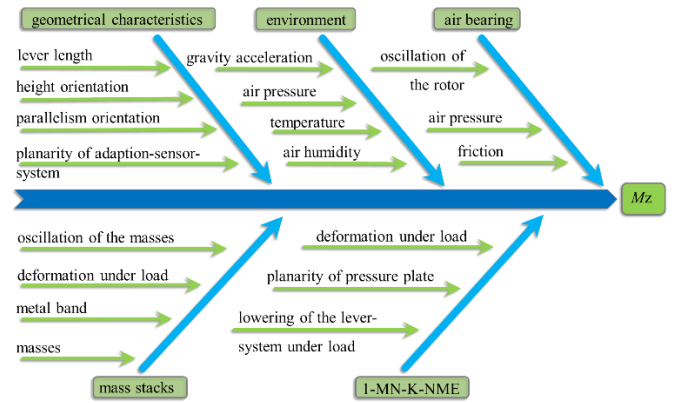 geometrical characteristics
environment
air bearing
lever length
height orientation
parallelism orientation
planarity of adaption-sensor-
system
gravity acceleration
air pressure
temperature
air humidity
oscillation of
the rotor
air pressure
friction
Mz
oscillation of the masses
deformation under load
metal band
masses
deformation under load
planarity of pressure plate
lowering of the lever-
system under load
mass stacks
1-MN-K-NME